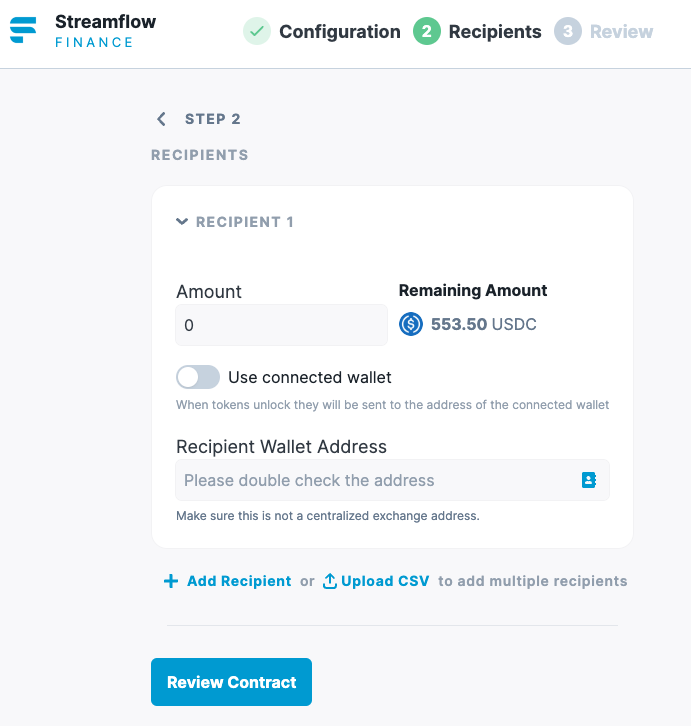 Streamflow
FINANCE
Configuration 2 Recipients 3 Review
STEP 2
RECIPIENTS
RECIPIENT 1
Amount
Remaining Amount
0
553.50 USDC
Use connected wallet
When tokens unlock they will be sent to the address of the connected wallet
Recipient Wallet Address
Please double check the address
Make sure this is not a centralized exchange address.
Add Recipient or Upload CSV to add multiple recipients
Review Contract